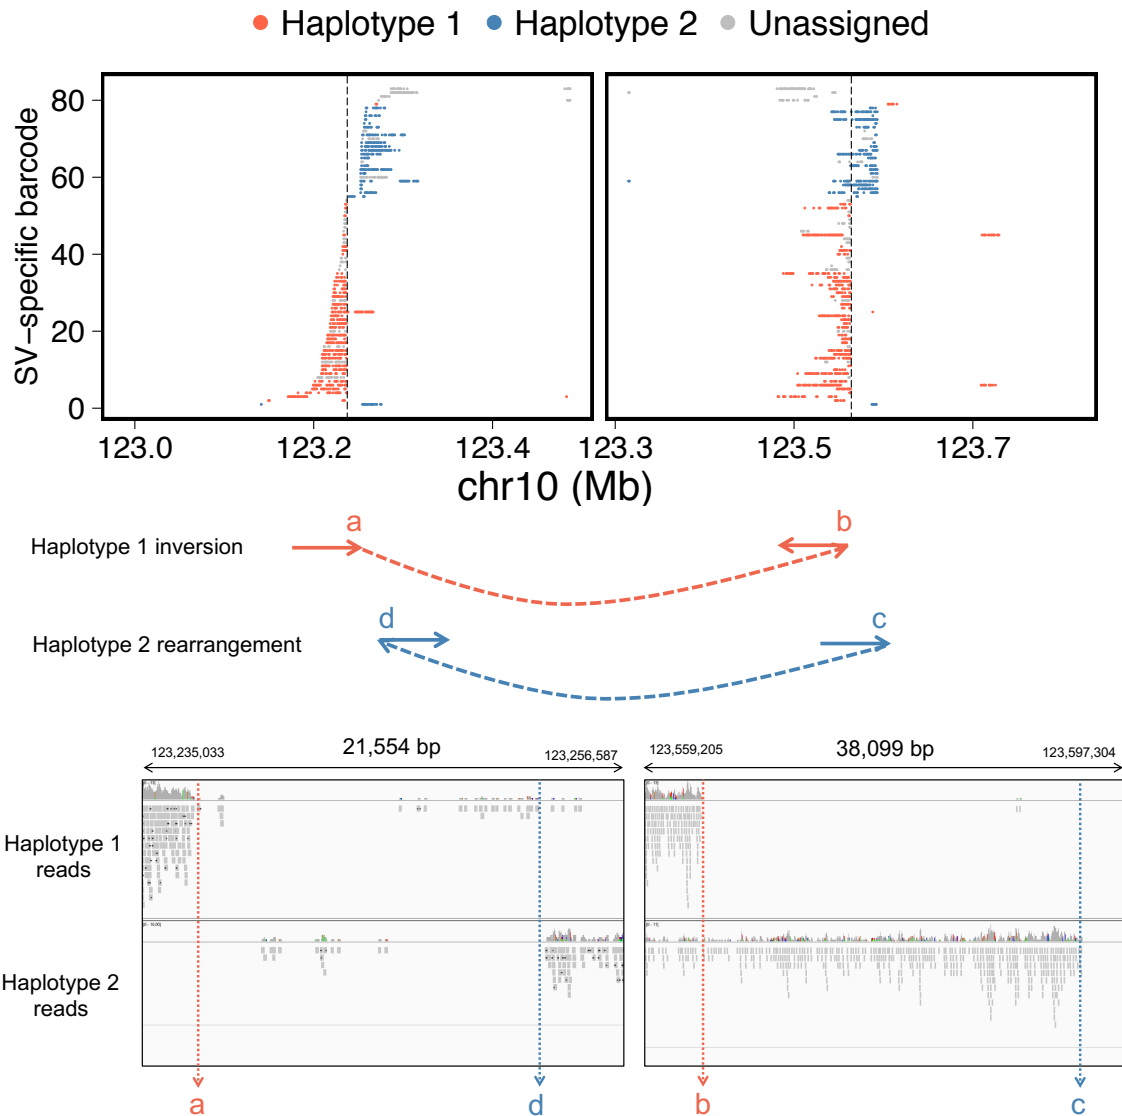 Haplotype 1 Haplotype 2 Unassigned
SV−specific barcode
80
60
40
20
0
123.0 123.2 123.4 123.3 123.5 123.7
chr10 (Mb)
a b
Haplotype 1 inversion
d c
Haplotype 2 rearrangement
123,235,033 21,554 bp 123,256,587 123,559,205 38,099 bp 123,597,304
Haplotype 1
reads
Haplotype 2
reads
a d b c